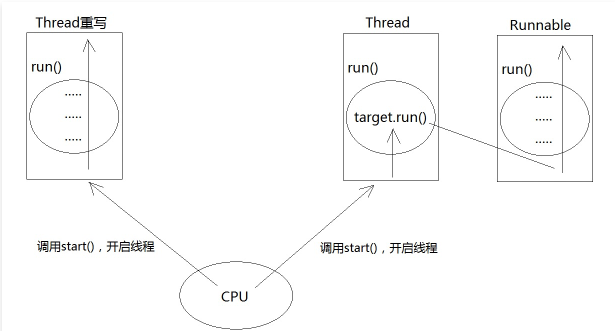 Thread重写
run()
.....
.....
.....
Thread
run()
target.run()
Runnable
run()
.....
.....
.....
调用start()，开启线程
调用start()，开启线程
CPU